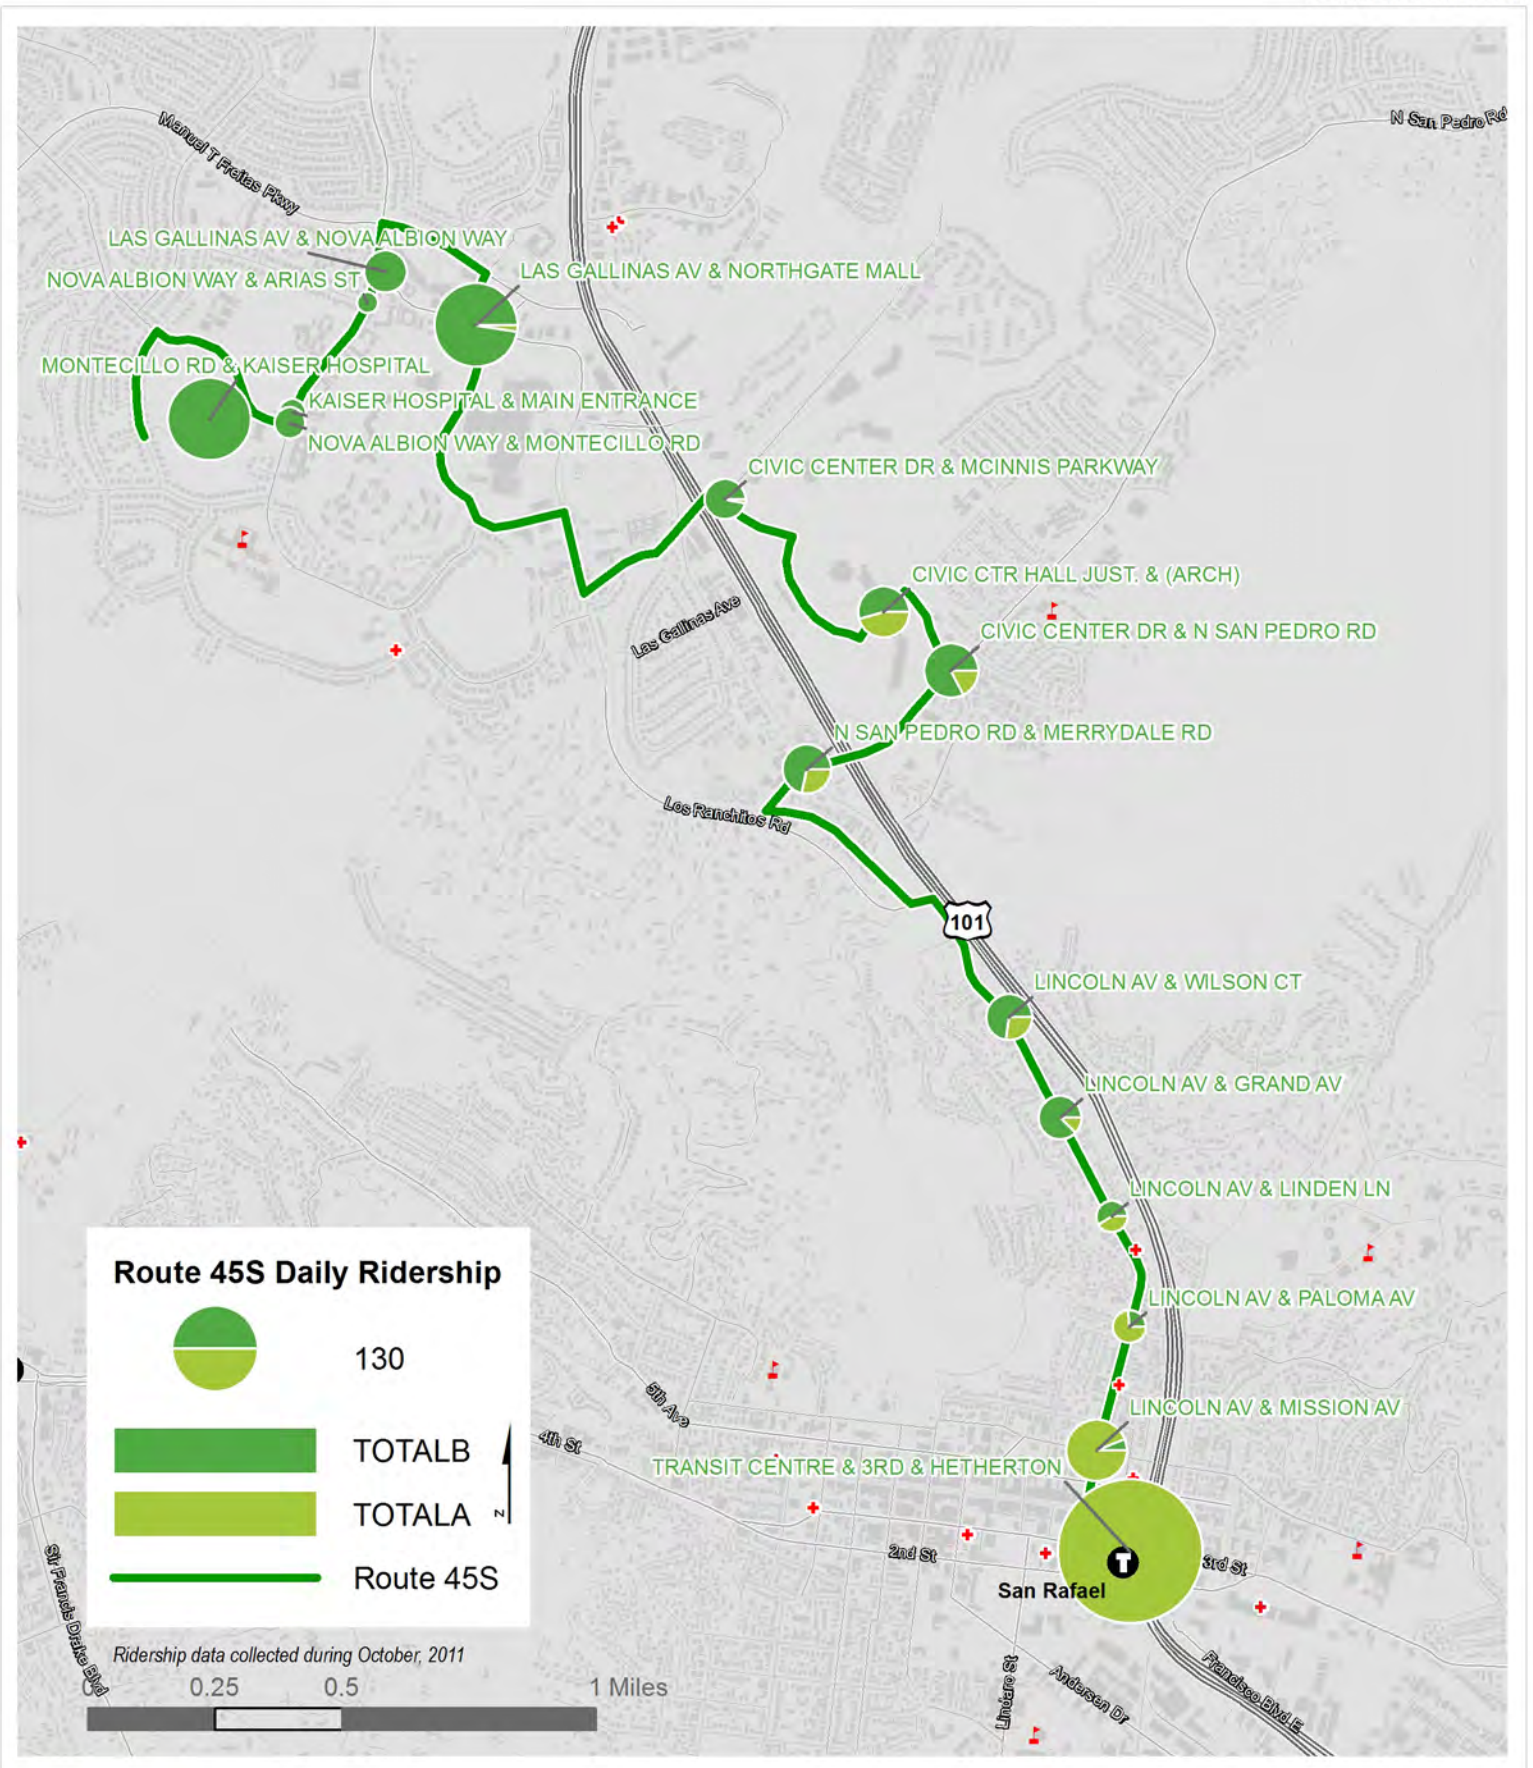 N San Pedro Rd
Manuel T Freitas Pkwy
LAS GALLINAS AV & NOVA ALBION WAY
LAS GALLINAS AV & NORTHGATE MALL
NOVA ALBION WAY & ARIAS ST
MONTECILLO RD & KAISER HOSPITAL
KAISER HOSPITAL & MAIN ENTRANCE
NOVA ALBION WAY & MONTECILLO RD
CIVIC CENTER DR & MCINNIS PARKWAY
CIVIC CTR HALL JUST. & (ARCH)
Las Gallinas Ave
CIVIC CENTER DR & N SAN PEDRO RD
N SAN PEDRO RD & MERRYDALE RD
Los Ranchitos Rd
101
LINCOLN AV & WILSON CT
LINCOLN AV & GRAND AV
LINCOLN AV & LINDEN LN
LINCOLN AV & PALOMA AV
5th Ave
4th St
LINCOLN AV & MISSION AV
TRANSIT CENTRE & 3RD & HETHERTON
2nd St
3rd St
T
San Rafael
Lindaro St
Andersen Dr
Francisco Blvd E
Route 45S Daily Ridership
130
TOTALB
TOTALA
N
Route 45S
Sir Francis Drake Blvd
Ridership data collected during October, 2011
0 0.25 0.5 1 Miles